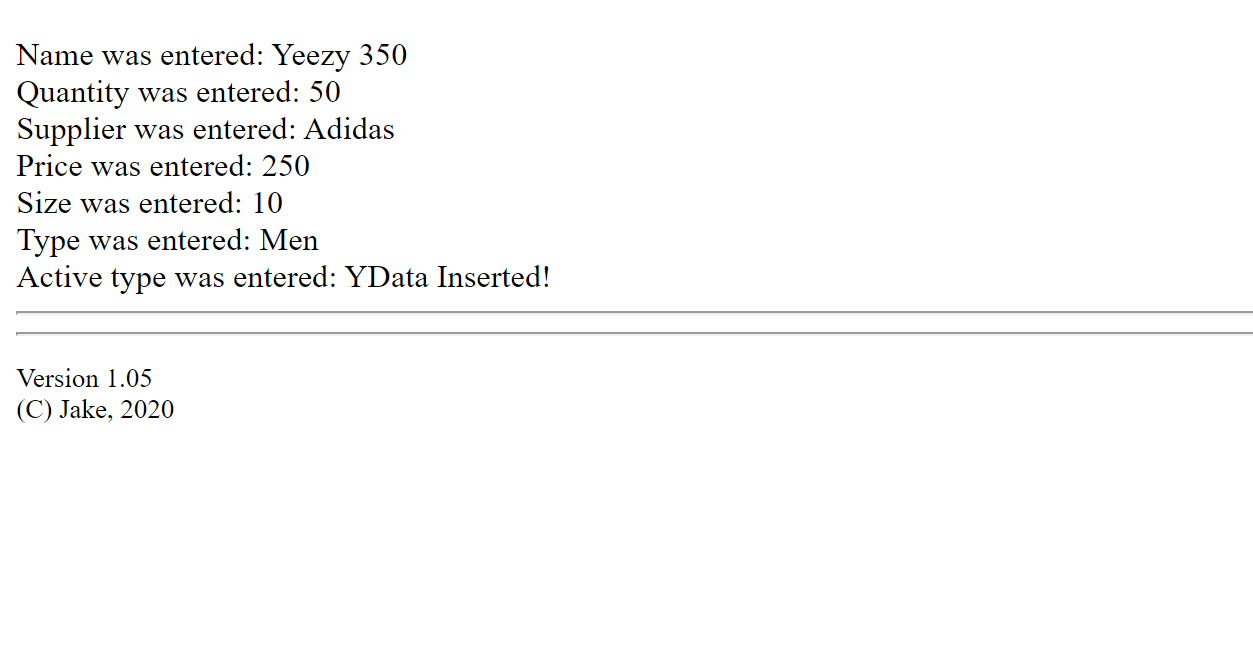 Name was entered: Yeezy 350
Quantity was entered: 50
Supplier was entered: Adidas
Price was entered: 250
Size was entered: 10
Type was entered: Men
Active type was entered: YData Inserted!
Version 1.05
(C) Jake, 2020